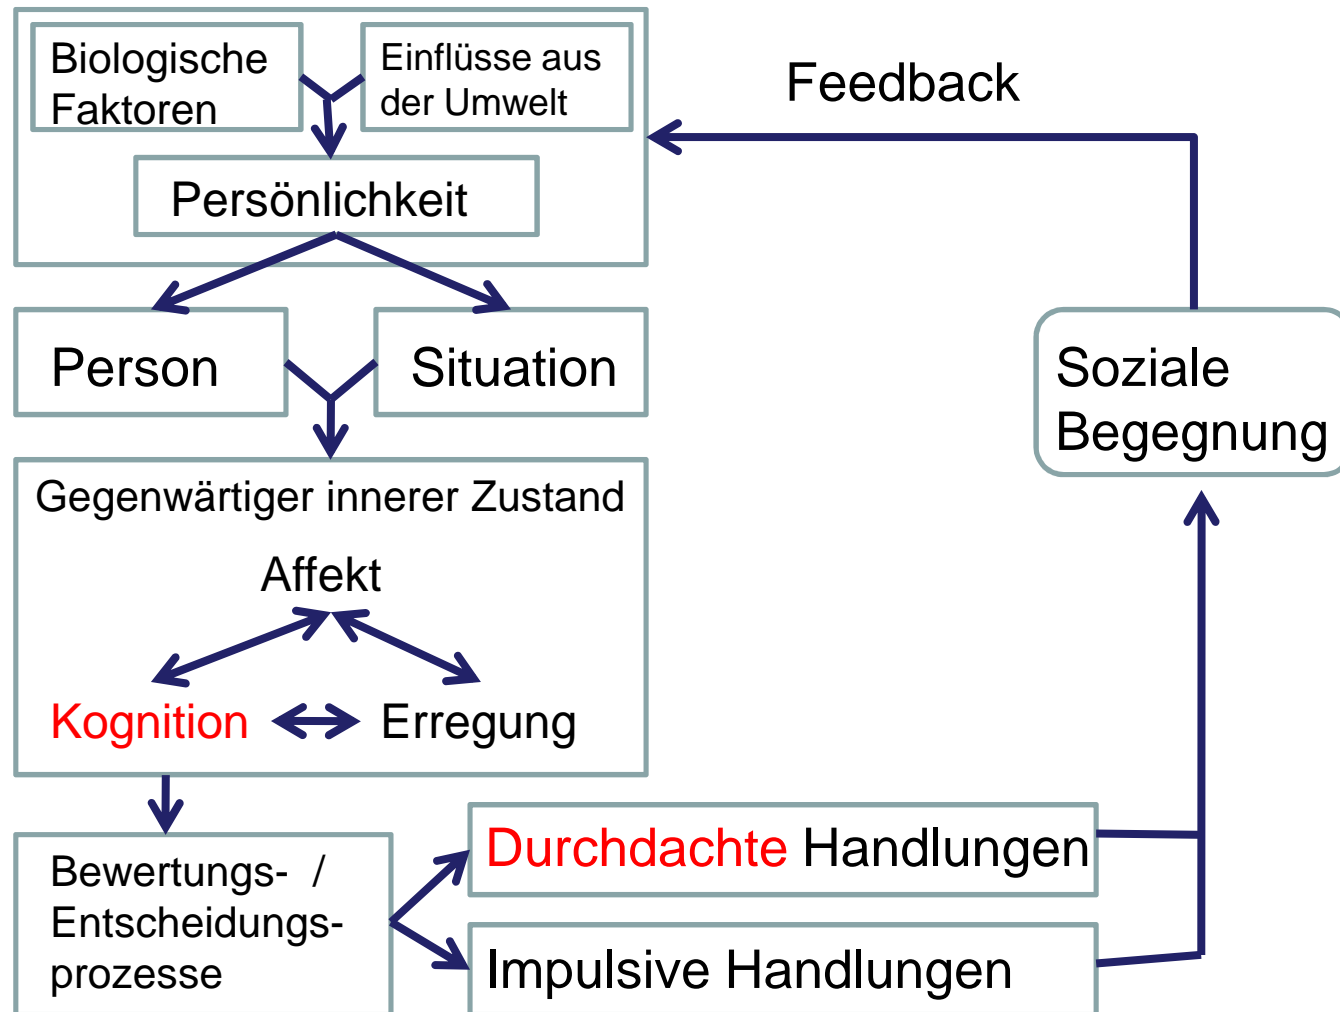 Biologische
Faktoren
Einflüsse aus
der Umwelt
Feedback
Persönlichkeit
Person
Situation
Soziale
Begegnung
Gegenwärtiger innerer Zustand
Affekt
Kognition
Erregung
Bewertungs- /
Entscheidungs-
prozesse
Durchdachte Handlungen
Impulsive Handlungen